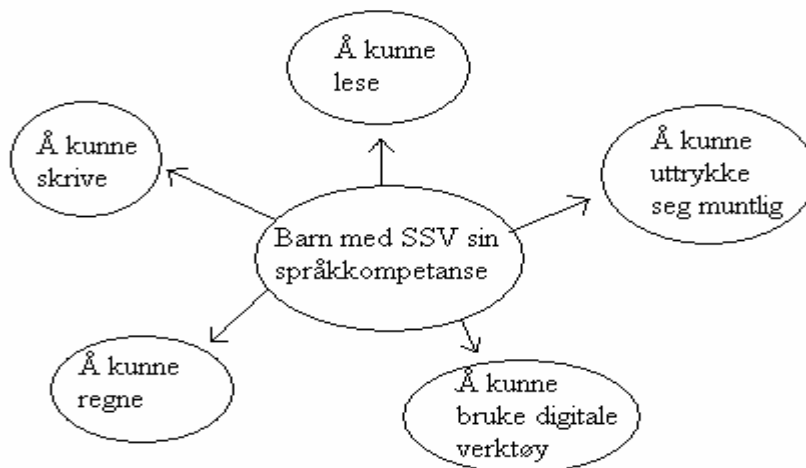 Å kunne
lese
Å kunne
skrive
Å kunne
uttrykke
seg muntlig
Barn med SSV sin
språkkompetanse
Å kunne
regne
Å kunne
bruke digitale
verktøy